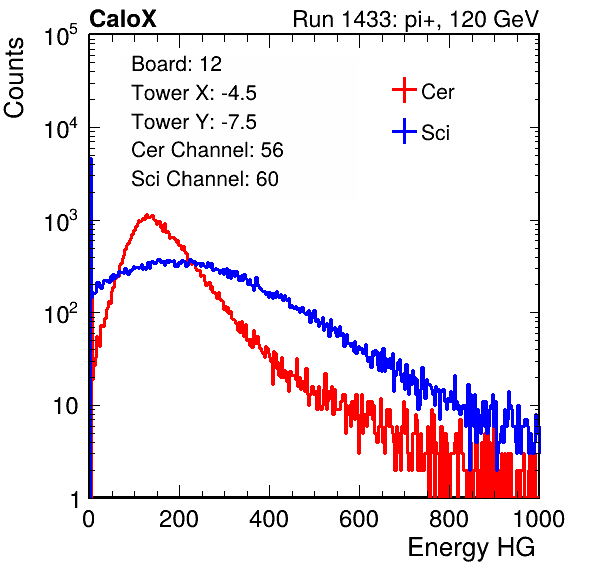 CaloX Run 1433: pi+, 120 GeV
Counts
Board: 12
Tower X: -4.5
Tower Y: -7.5
Cer Channel: 56
Sci Channel: 60
Cer
Sci
10^5
10^4
10^3
10^2
10
1
0 200 400 600 800 1000
Energy HG